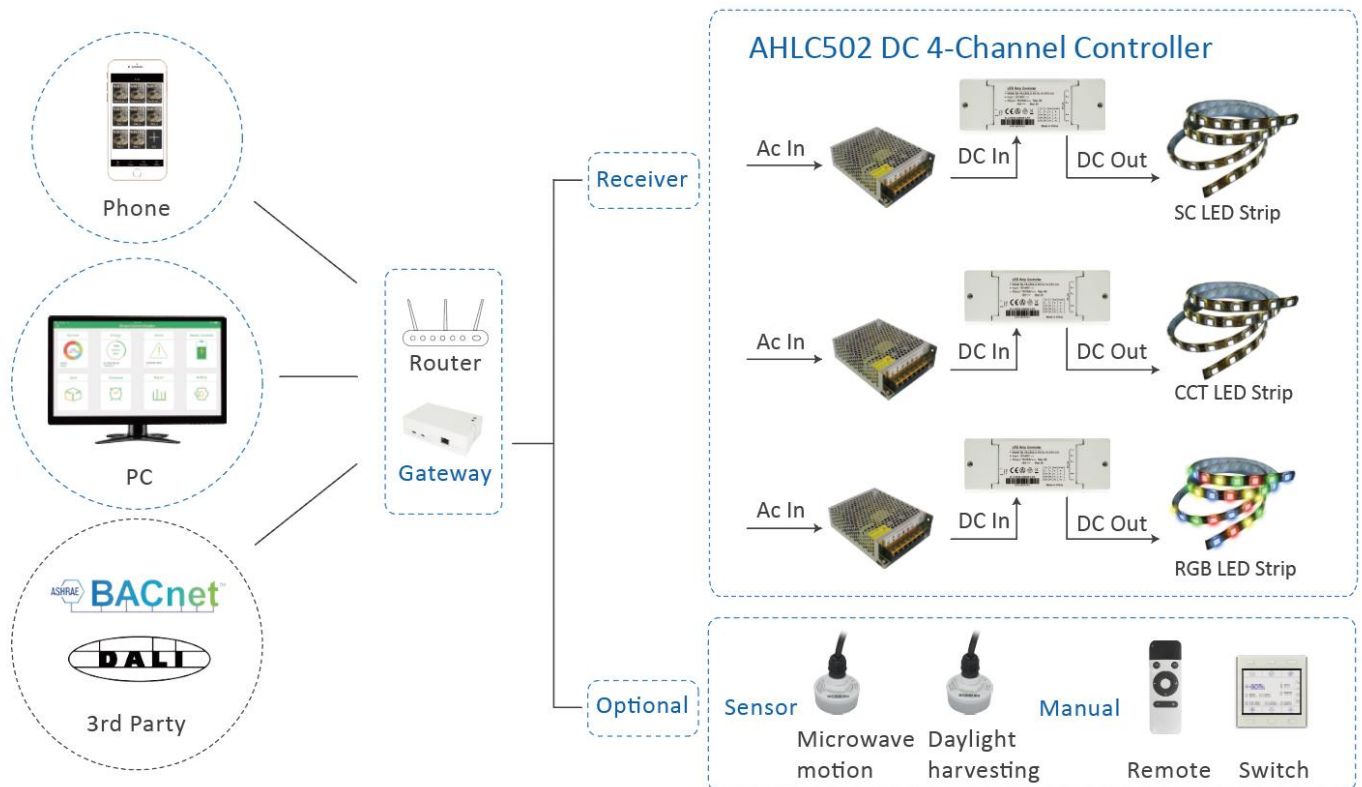 AHLC502 DC 4-Channel Controller
Phone
PC
ASHRAE BACnet™
DALI
3rd Party
Router
Gateway
Receiver
Optional
Ac In
DC In
DC Out
SC LED Strip
Ac In
DC In
DC Out
CCT LED Strip
Ac In
DC In
DC Out
RGB LED Strip
Sensor
Microwave
motion
Daylight
harvesting
Manual
Remote
Switch